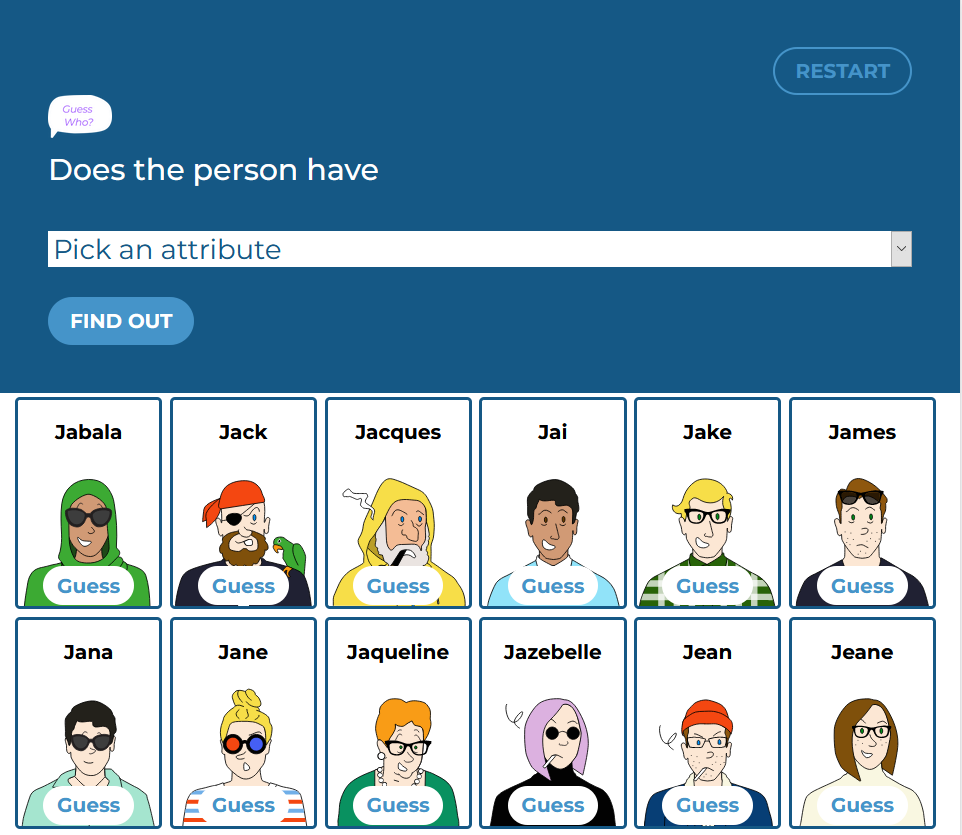 RESTART
Guess
Who?
Does the person have
Pick an attribute
FIND OUT
Jabala
Jack
Jacques
Jai
Jake
James
Guess
Guess
Guess
Guess
Guess
Guess
Jana
Jane
Jaqueline
Jazebelle
Jean
Jeane
Guess
Guess
Guess
Guess
Guess
Guess